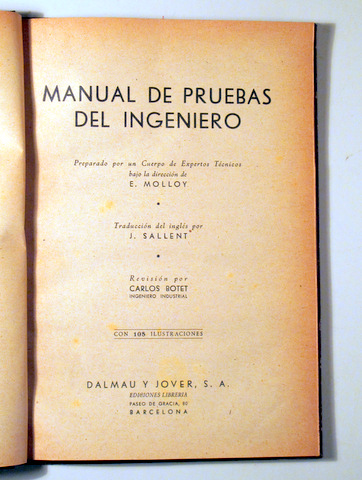 MANUAL DE PRUEBAS
DEL INGENIERO
Preparado por un Cuerpo de Expertos Técnicos
bajo la dirección de
E. MOLLOY
Traducción del inglés por
J. SALLENT
Revisión por
CARLOS BOTET
INGENIERO INDUSTRIAL
CON 105 ILUSTRACIONES
DALMAU Y JOVER, S. A.
EDICIONES LIBRERIA
PASEO DE GRACIA,
BARCELONA